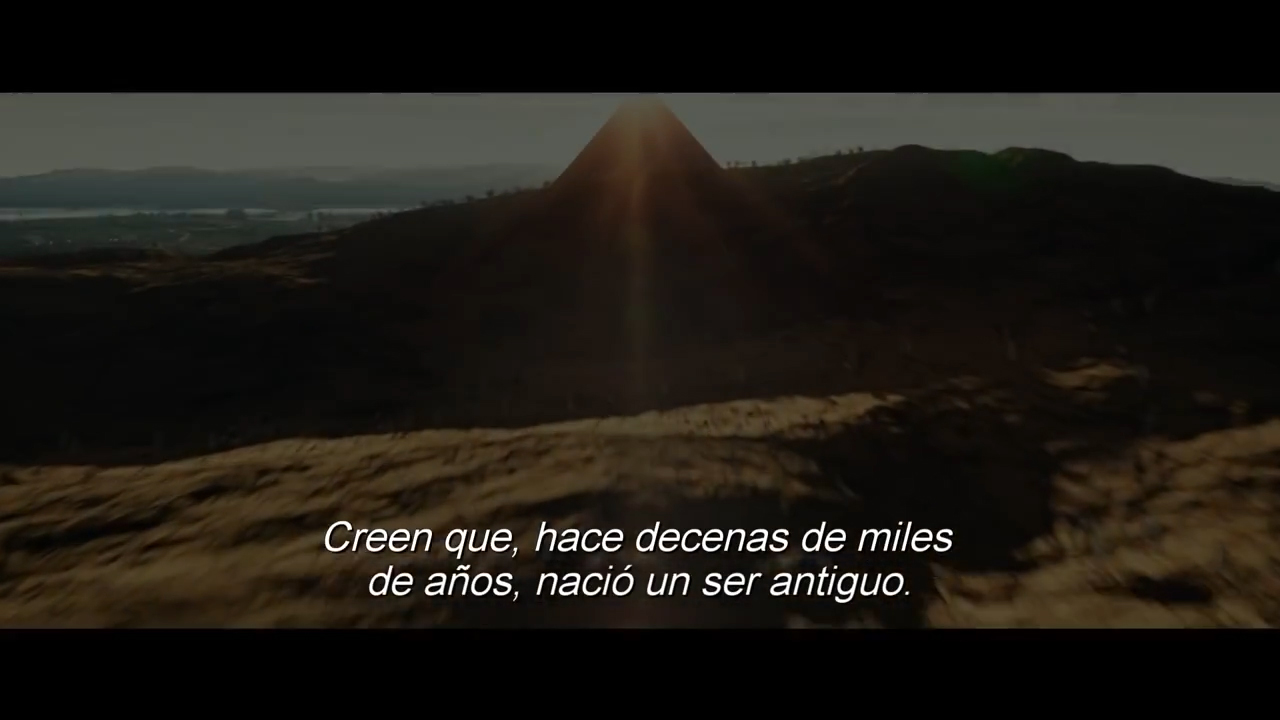 Creen que, hace decenas de miles
de años, nació un ser antiguo.